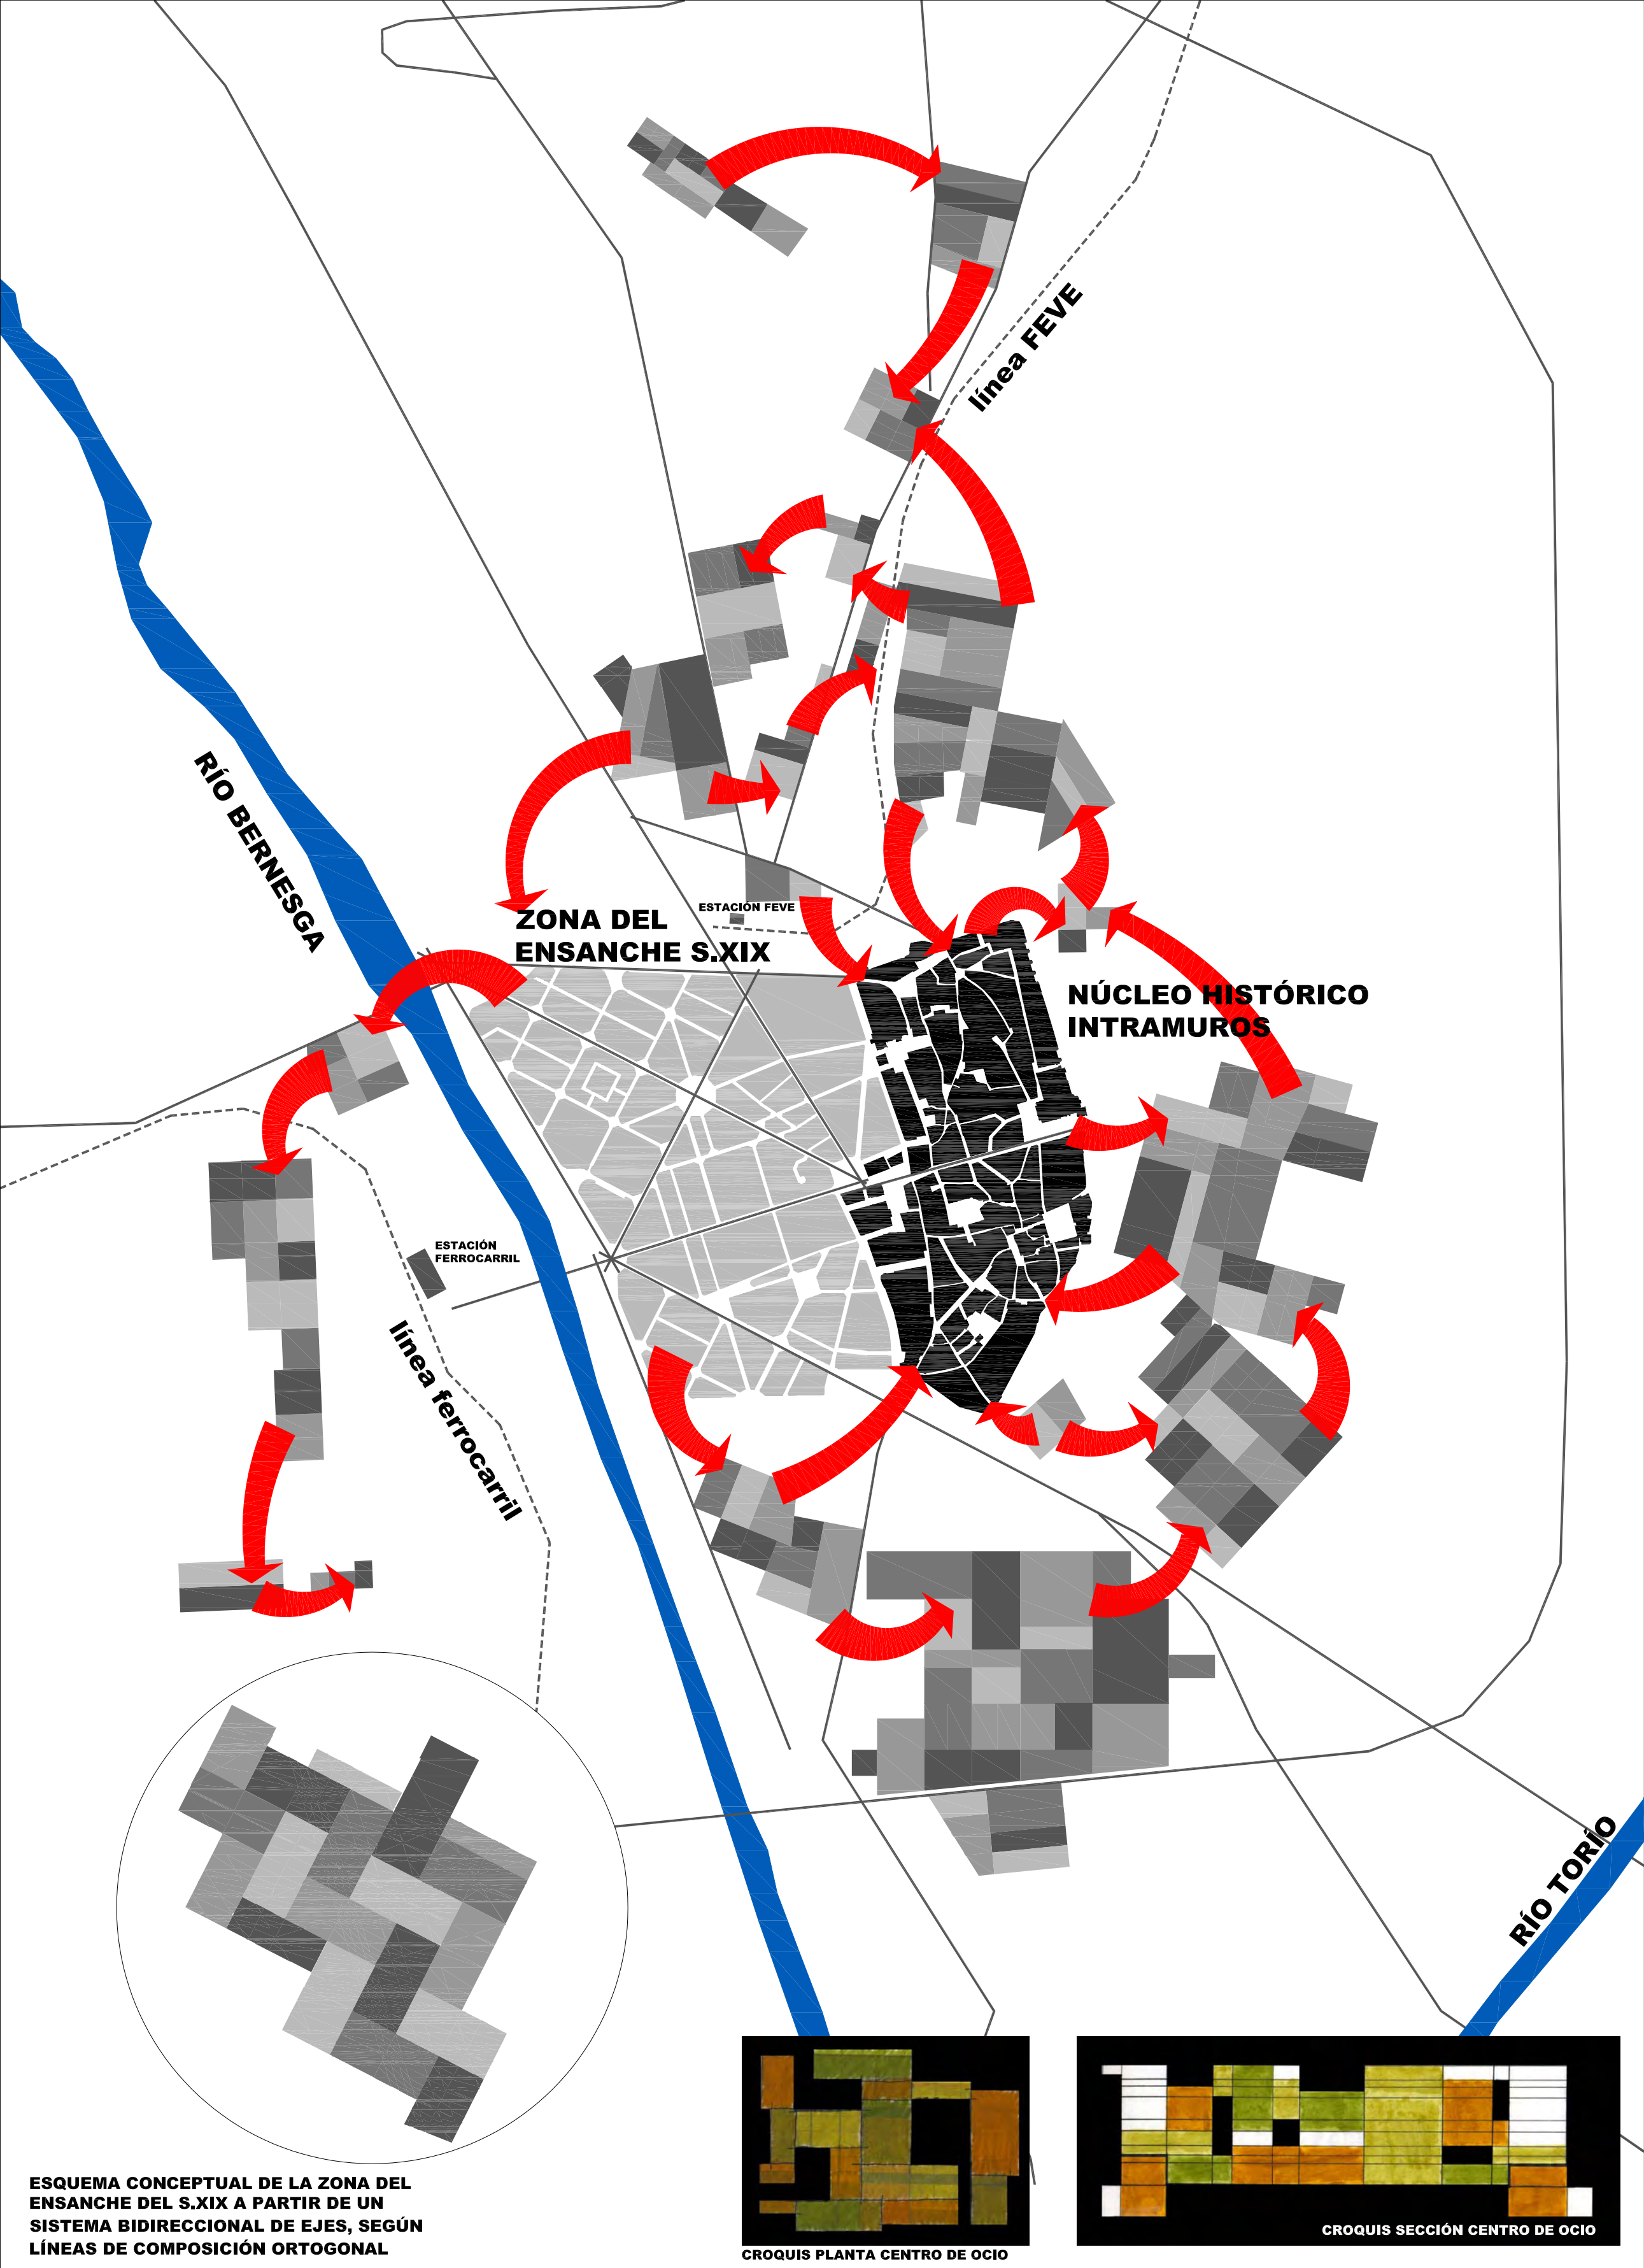 línea FEVE
RÍO BERNESGA
ESTACIÓN FEVE
ZONA DEL
ENSANCHE S.XIX
NÚCLEO HISTÓRICO
INTRAMUROS
ESTACIÓN
FERROCARRIL
línea ferrocarril
RÍO TORÍO
ESQUEMA CONCEPTUAL DE LA ZONA DEL
ENSANCHE DEL S.XIX A PARTIR DE UN
SISTEMA BIDIRECCIONAL DE EJES, SEGÚN
LÍNEAS DE COMPOSICIÓN ORTOGONAL
CROQUIS PLANTA CENTRO DE OCIO
CROQUIS SECCIÓN CENTRO DE OCIO